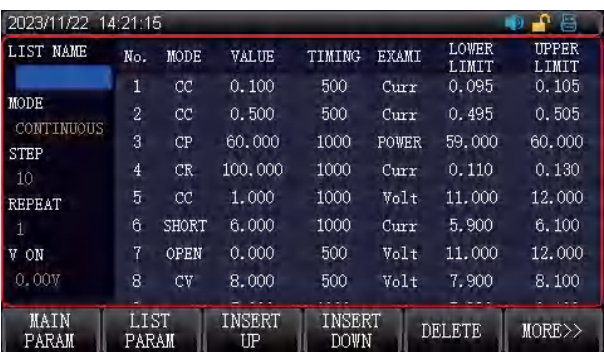 2023/11/22 14:21:15
LIST NAME
MODE
CONTINUOUS
STEP
10
REPEAT
1
V ON
0.00V
No. MODE VALUE TIMING EXAMI LOWER LIMIT UPPER LIMIT
1 CC 0.100 500 Curr 0.095 0.105
2 CC 0.500 500 Curr 0.495 0.505
3 CP 60.000 1000 POWER 59.000 60.000
4 CR 100.000 1000 Curr 0.110 0.130
5 CC 1.000 1000 Volt 11.000 12.000
6 SHORT 6.000 1000 Curr 5.900 6.100
7 OPEN 0.000 500 Volt 11.000 12.000
8 CV 8.000 500 Volt 7.900 8.100
MAIN PARAM LIST PARAM INSERT UP INSERT DOWN DELETE MORE>>